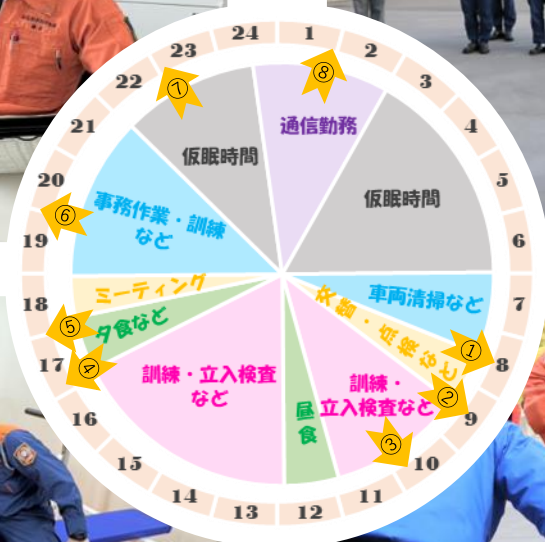 24
1
2
3
4
5
6
7
8
9
10
11
12
13
14
15
16
17
18
19
20
21
22
23
⑧
通信勤務
仮眠時間
車両清掃など
①
交替・点検など
②
訓練・
立入検査など
③
昼
食
訓練・立入検査
など
④
夕食など
⑤
ミーティング
⑥
事務作業・訓練
など
⑦
仮眠時間